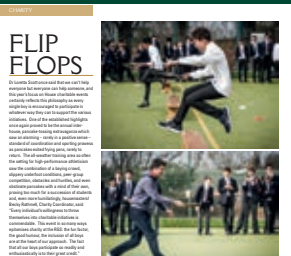 CHARITY
FLIP
FLOPS
Dr Loretta Scott once said that we can't help
everyone but everyone can help someone, and
this year's focus on House charitable events
certainly reflects this philosophy as every
single boy is encouraged to participate in
whatever way they can to support the various
initiatives. One of the established highlights
once again proved to be the annual inter-
house, pancake-tossing extravaganza which
saw an alarming – rarely in a positive sense –
standard of coordination and sporting prowess
as pancakes exited frying pans, rarely to
return. The all-weather training area so often
the setting for high-performance athleticism
saw the combination of a baying crowd,
slippery underfoot conditions, peer group
competition, obstacles and hurdles, and even
obstinate pancakes with a mind of their own,
proving too much for a succession of students
and, even more humblingly, housemasters!
Becky Rothwell, Charity Coordinator, said:
"Every individual's willingness to throw
themselves into charitable initiatives is
commendable. This event in so many ways
epitomises charity at the RGS: the fun factor,
the good humour, the inclusion of all boys
are at the heart of our approach. The fact
that all our boys participate so readily and
enthusiastically is to their great credit."